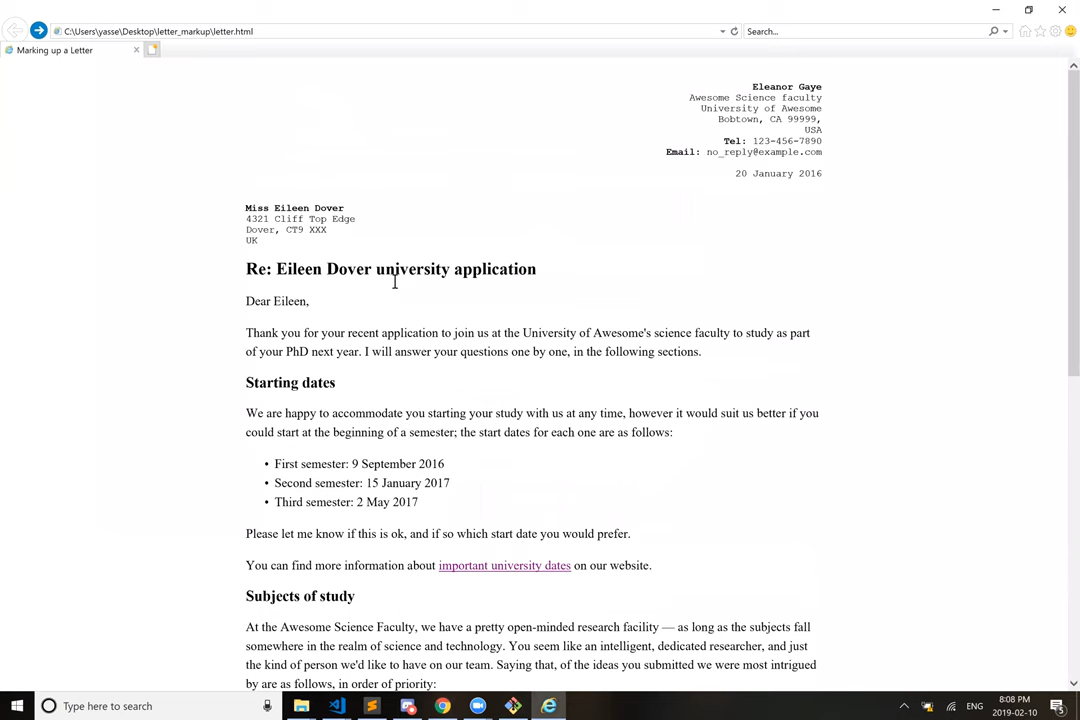 C:\Users\yasse\Desktop\letter_markup\letter.html
Search...
Marking up a Letter
Eleanor Gaye
Awesome Science faculty
University of Awesome
Bobtown, CA 99999,
USA
Tel: 123-456-7890
Email: no_reply@example.com
20 January 2016
Miss Eileen Dover
4321 Cliff Top Edge
Dover, CT9 XXX
UK
Re: Eileen Dover university application
Dear Eileen,
Thank you for your recent application to join us at the University of Awesome's science faculty to study as part
of your PhD next year. I will answer your questions one by one, in the following sections.
Starting dates
We are happy to accommodate you starting your study with us at any time, however it would suit us better if you
could start at the beginning of a semester; the start dates for each one are as follows:
• First semester: 9 September 2016
• Second semester: 15 January 2017
• Third semester: 2 May 2017
Please let me know if this is ok, and if so which start date you would prefer.
You can find more information about important university dates on our website.
Subjects of study
At the Awesome Science Faculty, we have a pretty open-minded research facility — as long as the subjects fall
somewhere in the realm of science and technology. You seem like an intelligent, dedicated researcher, and just
the kind of person we'd like to have on our team. Saying that, of the ideas you submitted we were most intrigued
by are as follows, in order of priority:
Type here to search
ENG
8:08 PM
2019-02-10
5